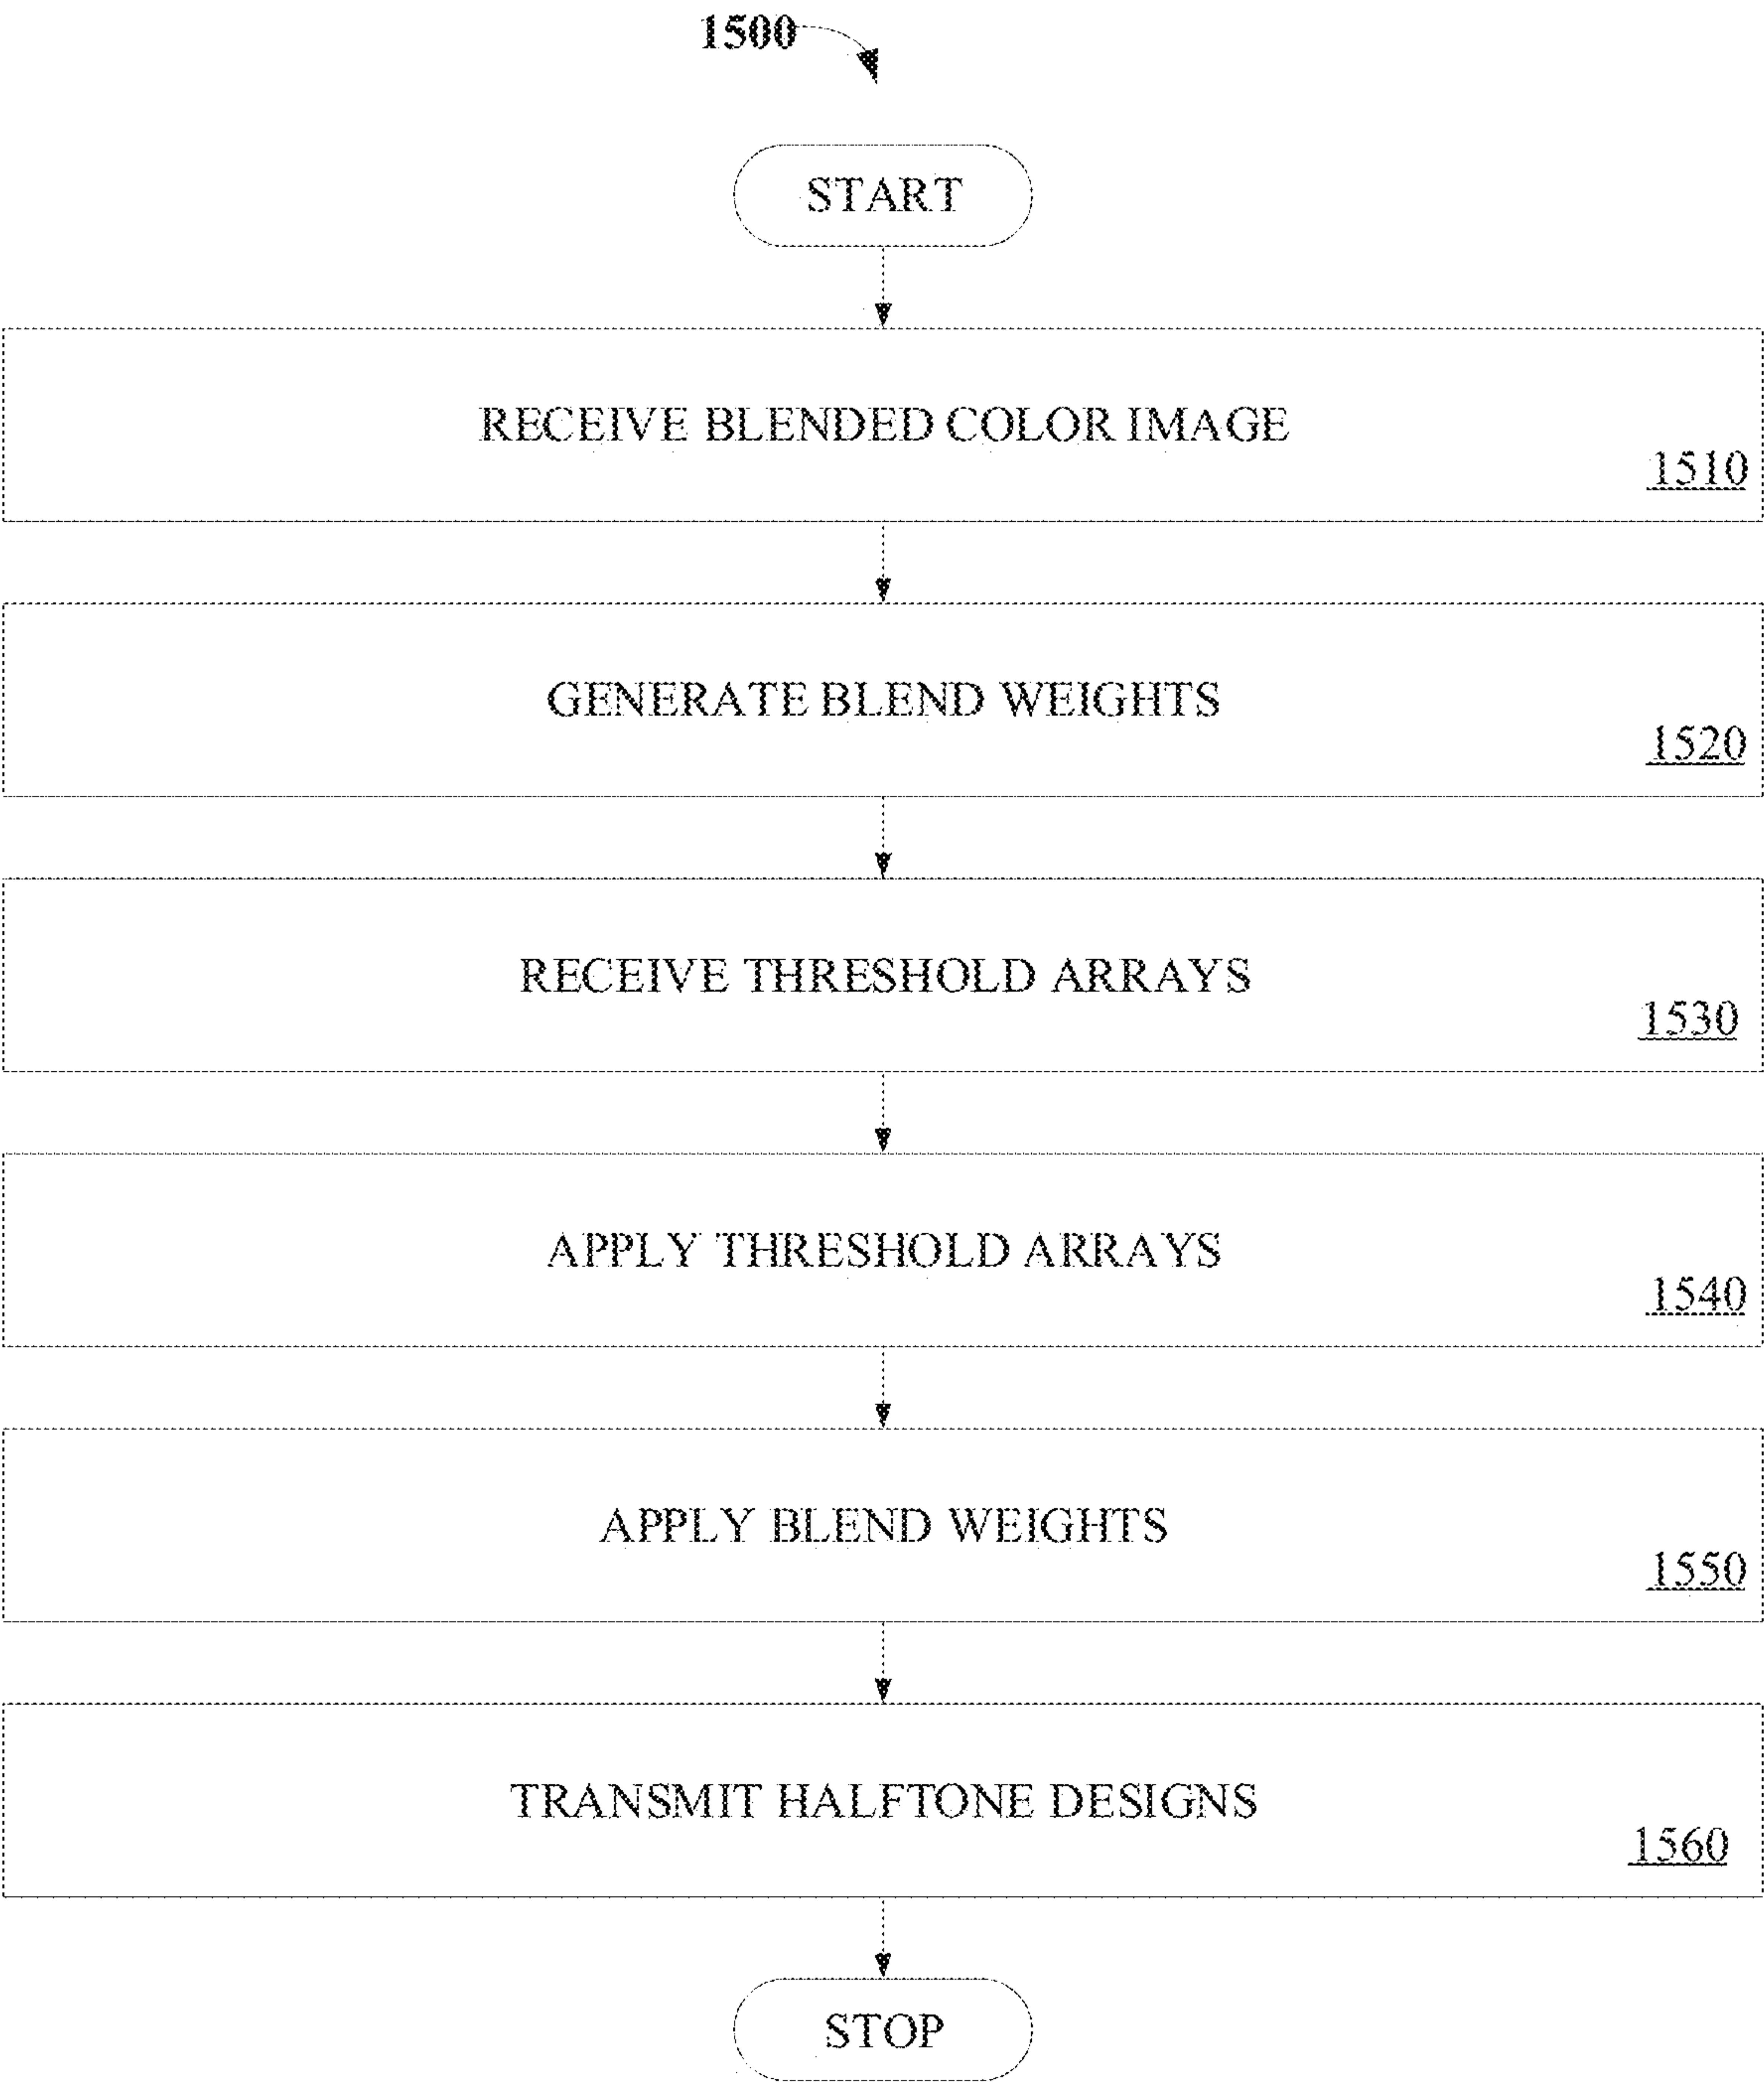 1500
START
RECEIVE BLENDED COLOR IMAGE
1510
GENERATE BLEND WEIGHTS
1520
RECEIVE THRESHOLD ARRAYS
1530
APPLY THRESHOLD ARRAYS
1540
APPLY BLEND WEIGHTS
1550
TRANSMIT HALFTONE DESIGNS
1560
STOP